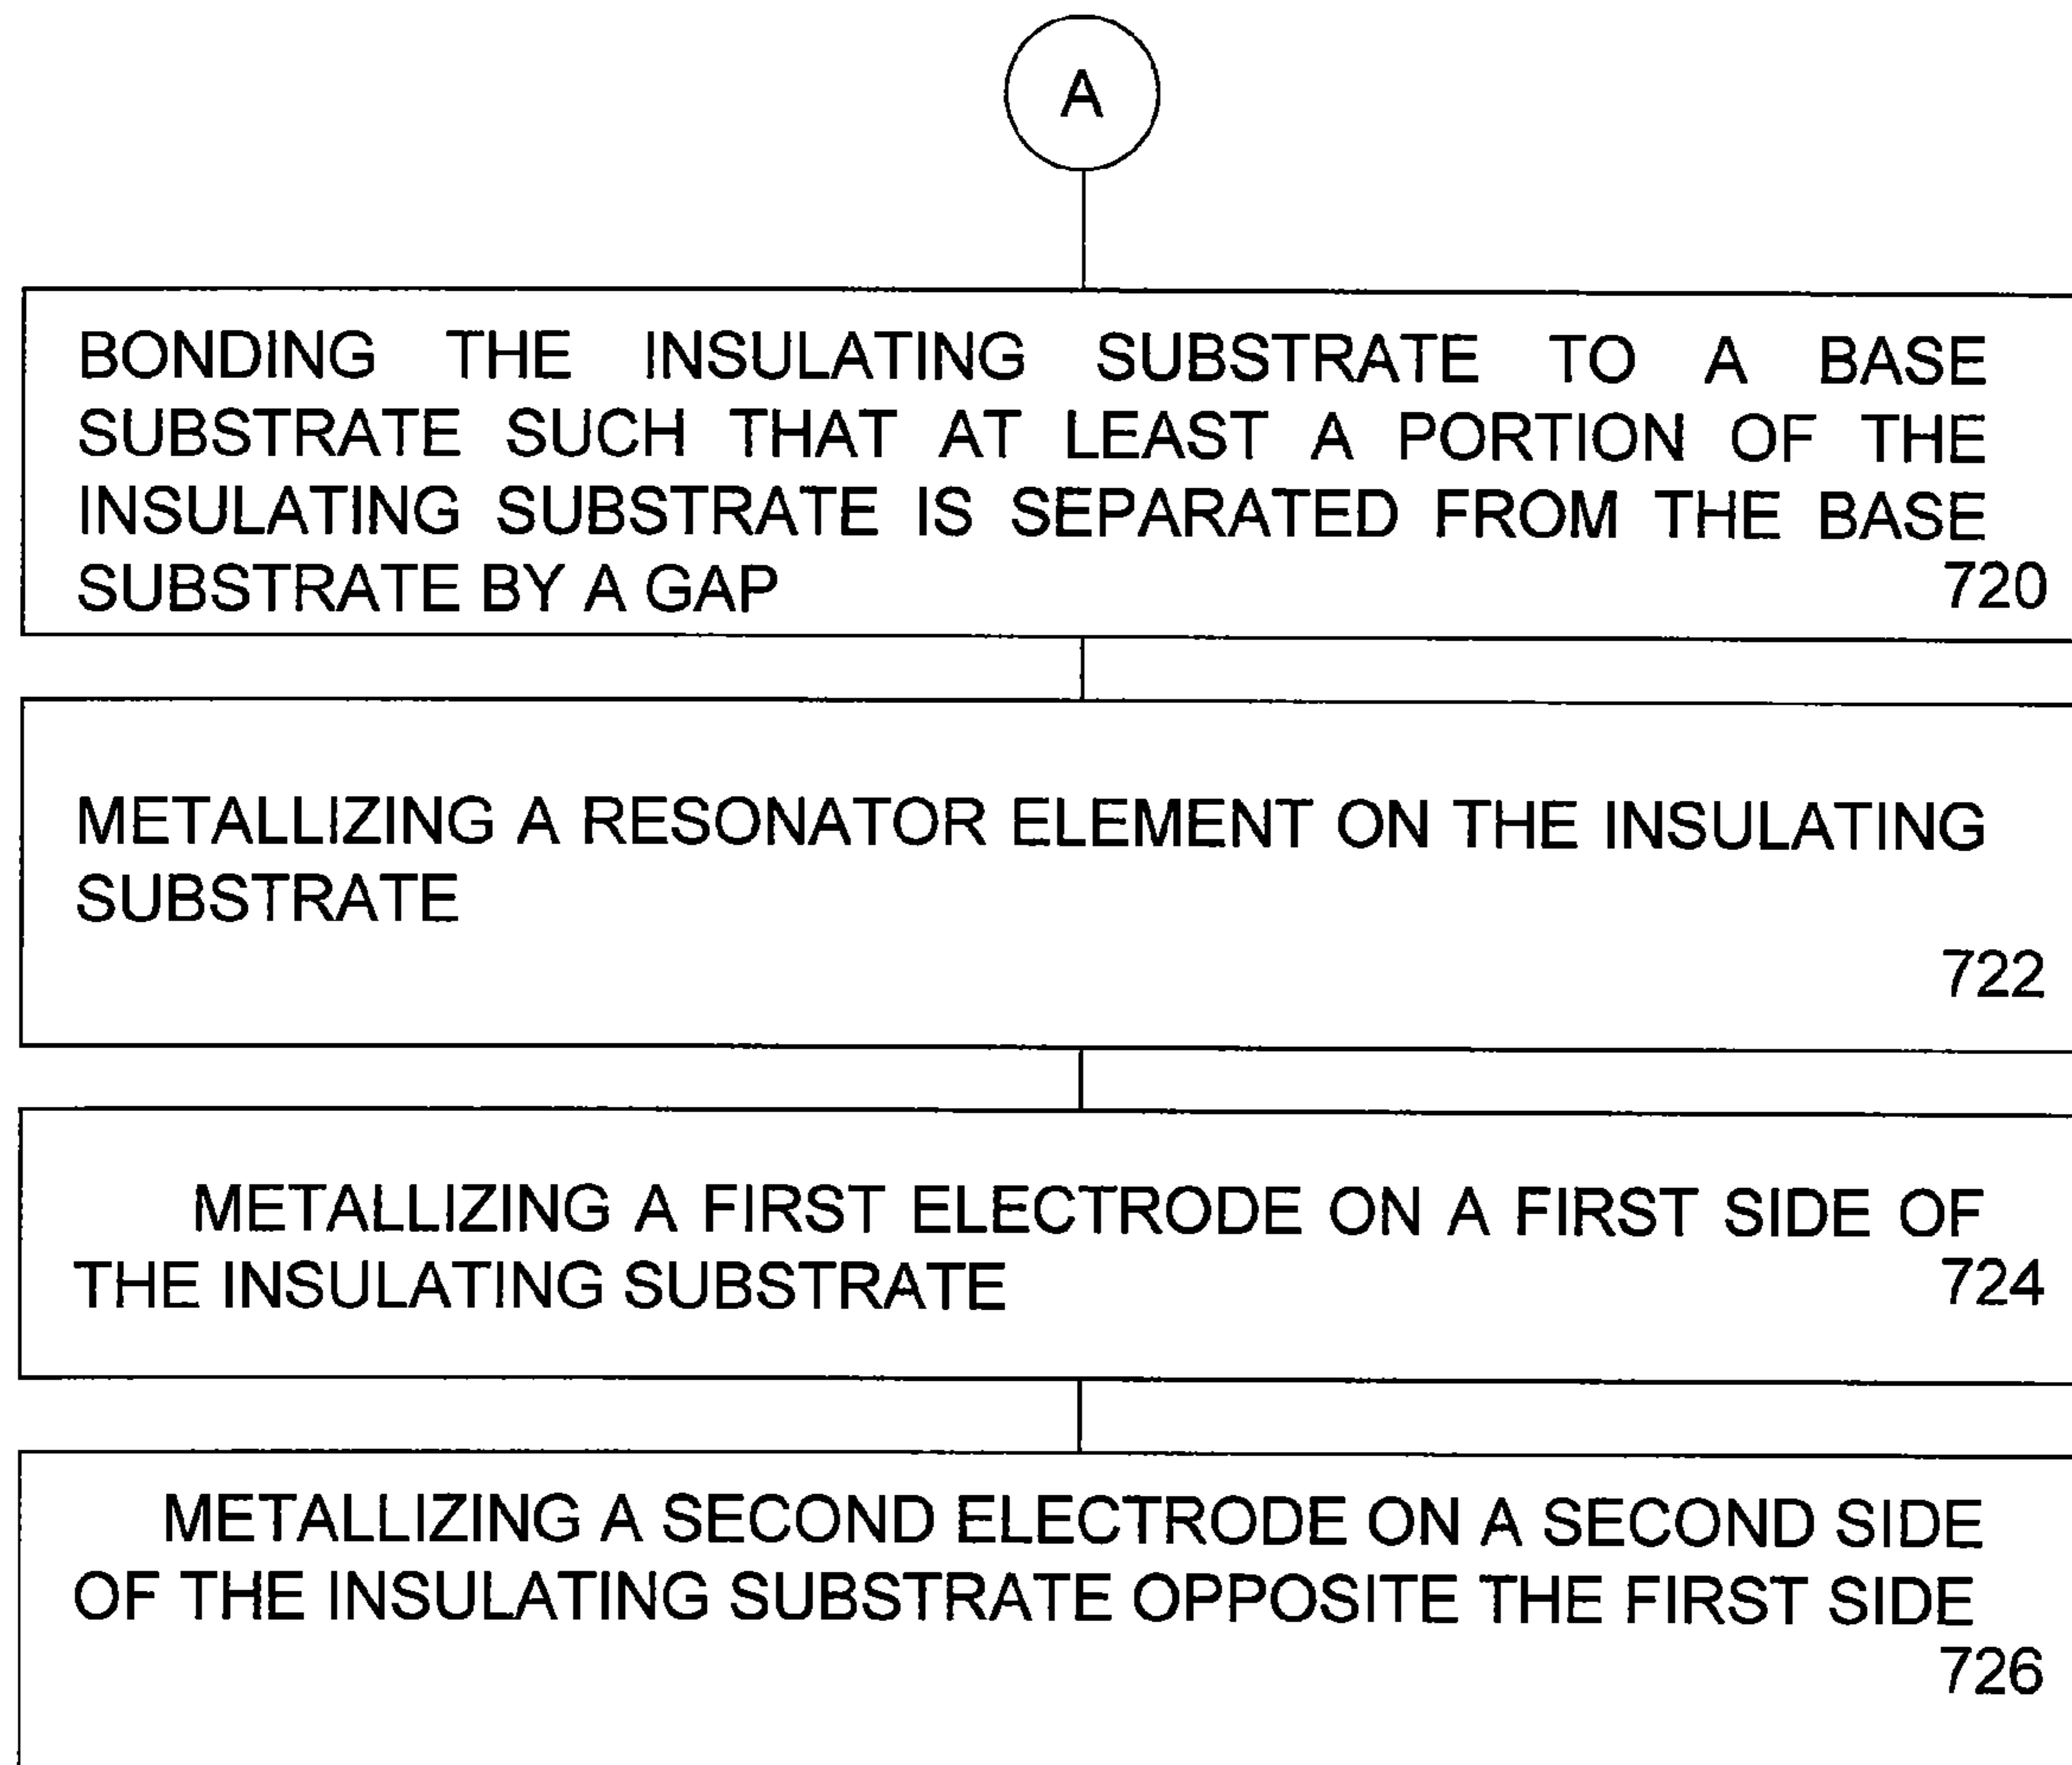 A
BONDING THE INSULATING SUBSTRATE TO A BASE
SUBSTRATE SUCH THAT AT LEAST A PORTION OF THE
INSULATING SUBSTRATE IS SEPARATED FROM THE BASE
SUBSTRATE BY A GAP 720
METALLIZING A RESONATOR ELEMENT ON THE INSULATING
SUBSTRATE
722
METALLIZING A FIRST ELECTRODE ON A FIRST SIDE OF
THE INSULATING SUBSTRATE 724
METALLIZING A SECOND ELECTRODE ON A SECOND SIDE
OF THE INSULATING SUBSTRATE OPPOSITE THE FIRST SIDE
726